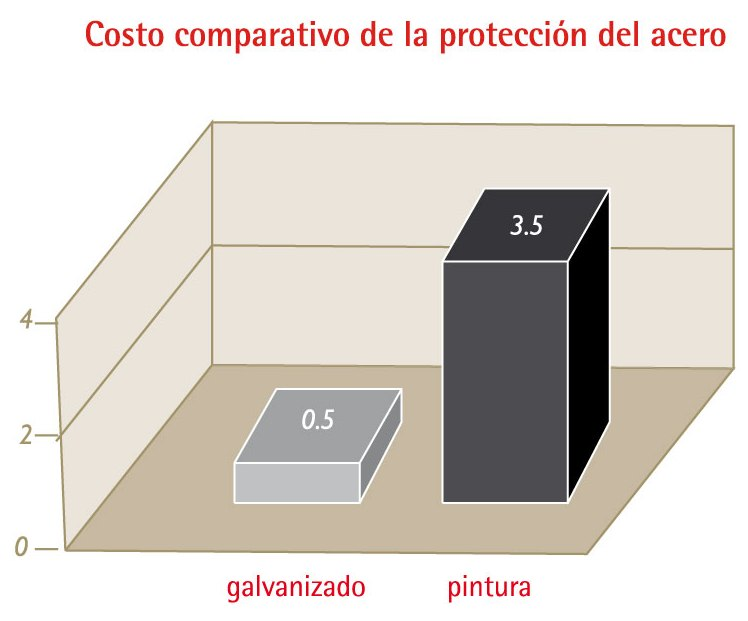 Costo comparativo de la protección del acero
3.5
4
0.5
2
0
galvanizado pintura